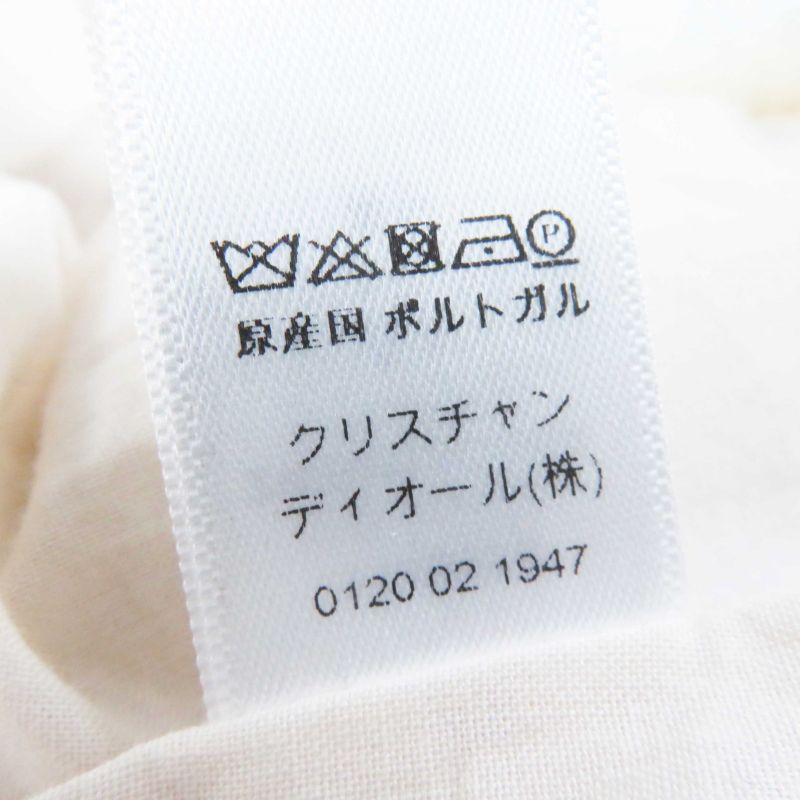 P
原産国 ポルトガル
クリスチャン
ディオール(株)
0120 02 1947